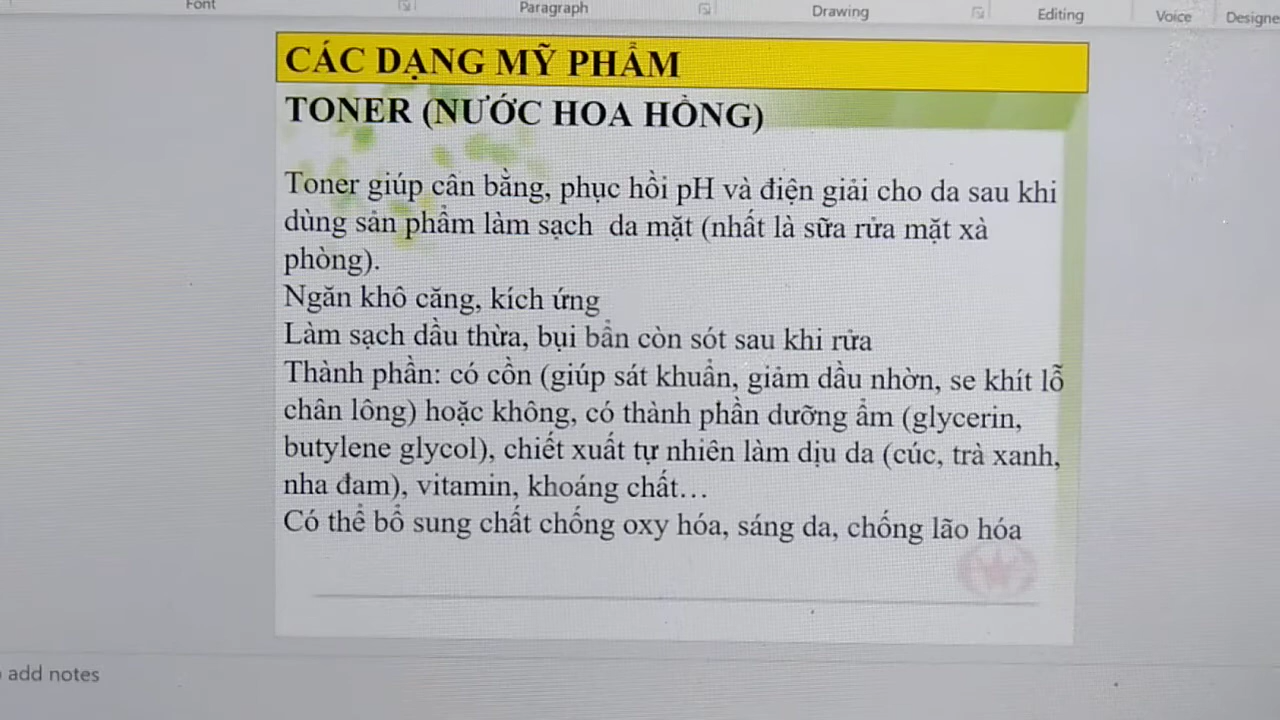 Font
Paragraph
Drawing
Editing
Voice
CÁC DẠNG MỸ PHẨM
TONER (NƯỚC HOA HỒNG)
Toner giúp cân bằng, phục hồi pH và điện giải cho da sau khi
dùng sản phẩm làm sạch da mặt (nhất là sữa rửa mặt xà
phòng).
Ngăn khô căng, kích ứng
Làm sạch dầu thừa, bụi bẩn còn sót sau khi rửa
Thành phần: có cồn (giúp sát khuẩn, giảm dầu nhờn, se khít lỗ
chân lông) hoặc không, có thành phần dưỡng ẩm (glycerin,
butylene glycol), chiết xuất tự nhiên làm dịu da (cúc, trà xanh,
nha đam), vitamin, khoáng chất…
Có thể bổ sung chất chống oxy hóa, sáng da, chống lão hóa
add notes